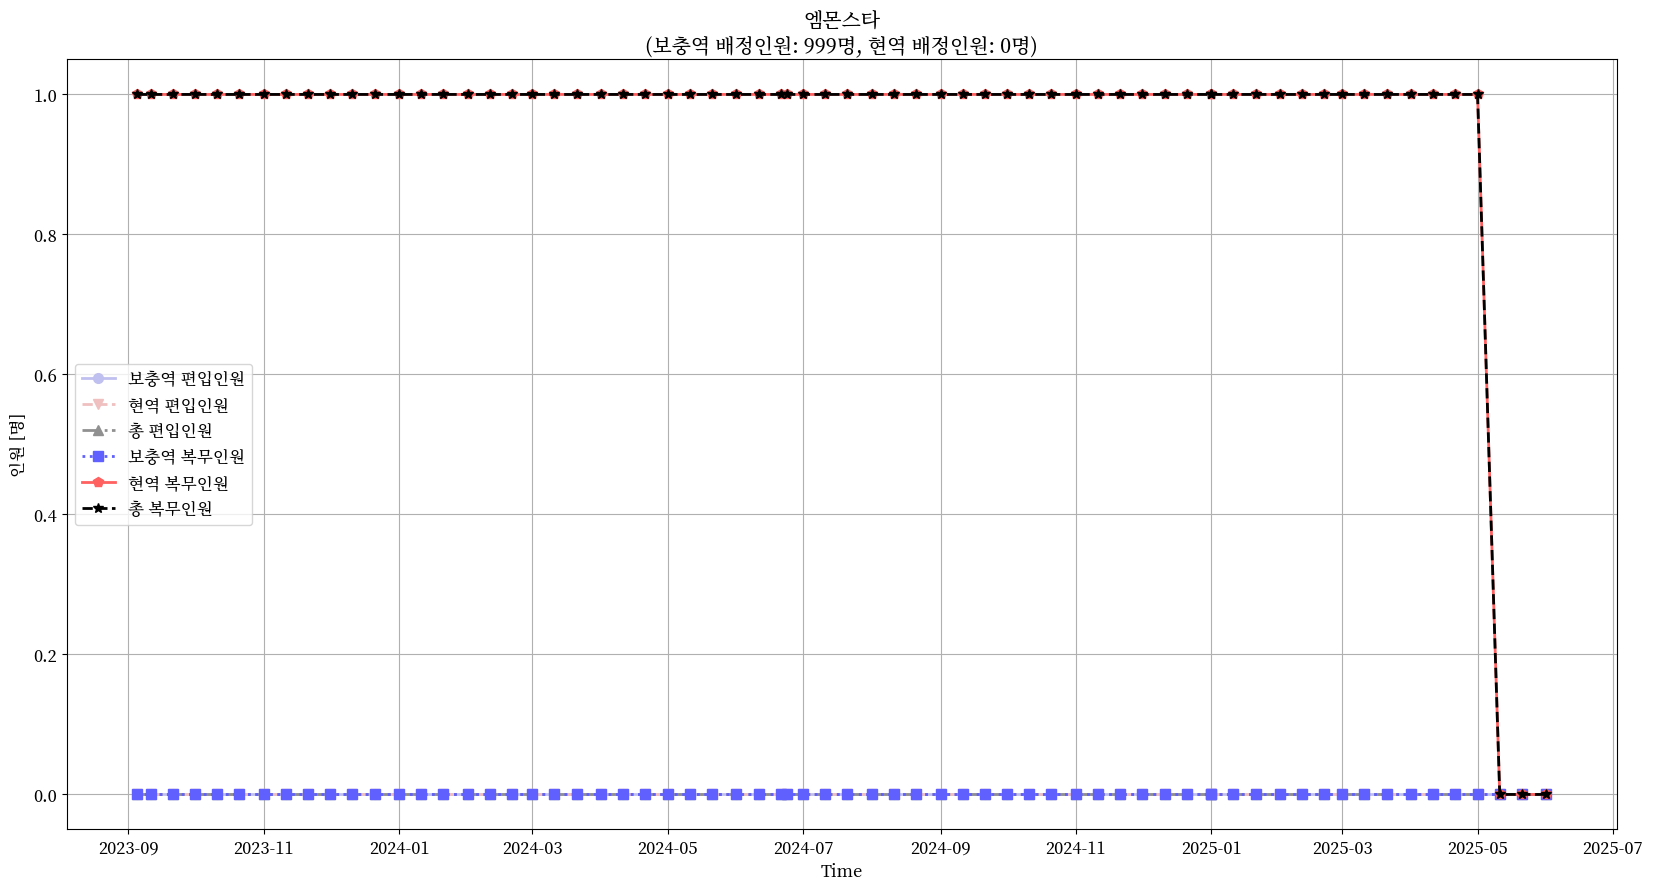 엠몬스타
(보충역 배정인원: 999명, 현역 배정인원: 0명)
1.0
0.8
0.6
0.4
0.2
0.0
인원 [명]
보충역 편입인원
현역 편입인원
총 편입인원
보충역 복무인원
현역 복무인원
총 복무인원
2023-09 2023-11 2024-01 2024-03 2024-05 2024-07 2024-09 2024-11 2025-01 2025-03 2025-05 2025-07
Time